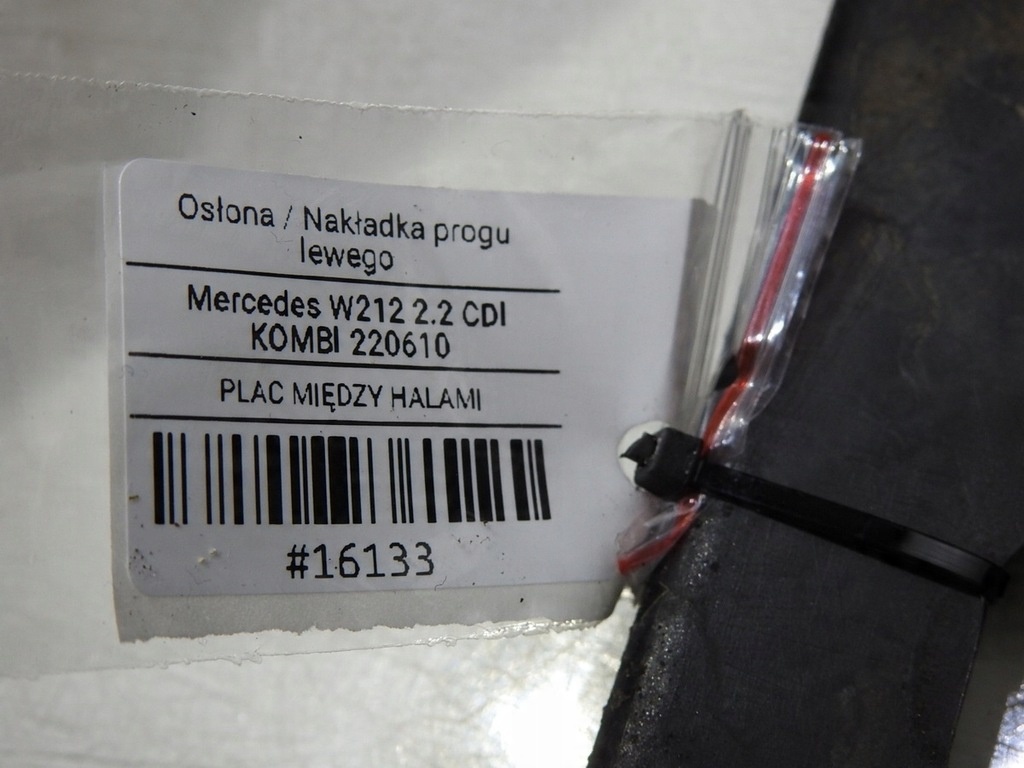 Osłona / Nakładka progu
lewego
Mercedes W212 2.2 CDI
KOMBI 220610
PLAC MIĘDZY HALAMI
#16133